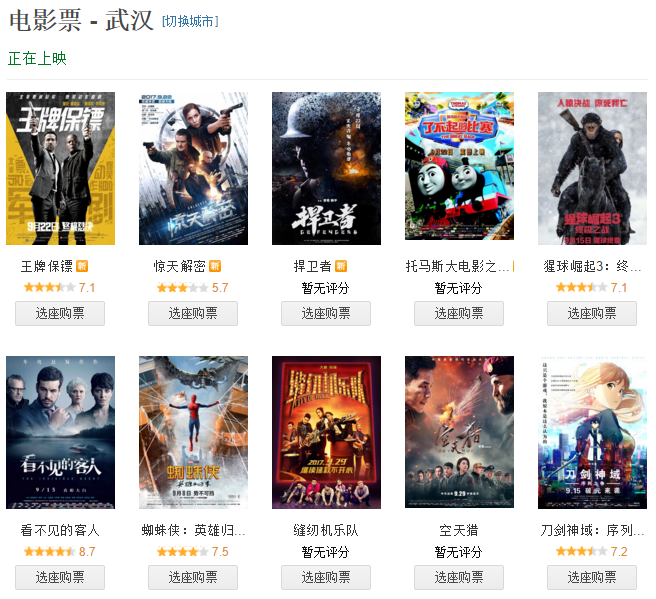 电影票 - 武汉 [切换城市]
正在上映
王牌保镖
9月22日
2017.9.22
惊天解密
捍卫者
DEFENDERS
了不起的比赛
人猿决战 你死我亡
猩球崛起3
终极之战
9月15日
王牌保镖 新
惊天解密 新
捍卫者 新
托马斯大电影之...
猩球崛起3：终...
7.1
5.7
暂无评分
暂无评分
7.1
选座购票
选座购票
选座购票
选座购票
选座购票
看不见的客人
THE INVISIBLE GUEST
9/15
蜘蛛侠
英雄归来
9月8日
缝纫机乐队
2017.9.29
空天猎
9.29
刀剑神域
9.15
看不见的客人
蜘蛛侠：英雄归...
缝纫机乐队
空天猎
刀剑神域：序列...
8.7
7.5
暂无评分
暂无评分
7.2
选座购票
选座购票
选座购票
选座购票
选座购票